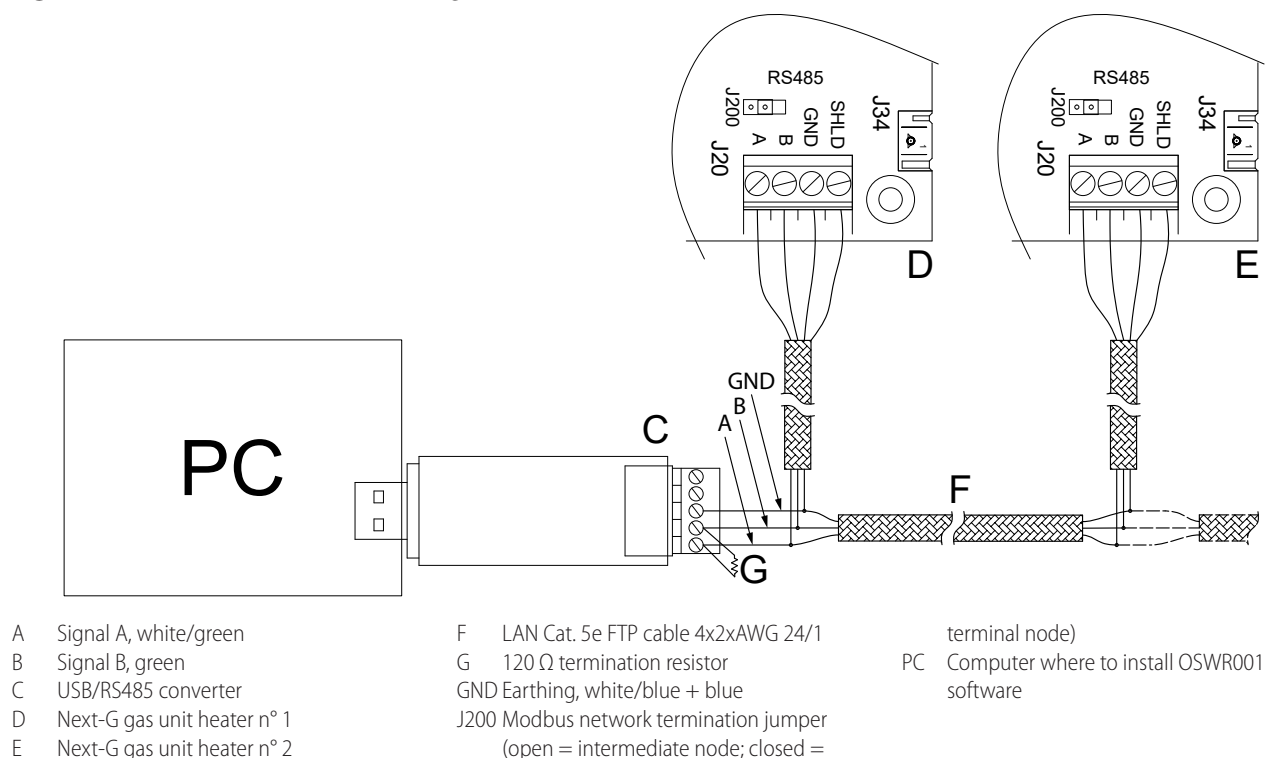 RS485
J200
A
B
GND
SHLD
J34
1
J20
D
RS485
J200
A
B
GND
SHLD
J34
1
J20
E
GND
B
A
C
PC
F
G
A Signal A, white/green
B Signal B, green
C USB/RS485 converter
D Next-G gas unit heater n° 1
E Next-G gas unit heater n° 2
F LAN Cat. 5e FTP cable 4x2xAWG 24/1
G 120 Ω termination resistor
GND Earthing, white/blue + blue
J200 Modbus network termination jumper
(open = intermediate node; closed =
terminal node)
PC Computer where to install OSWR001
software